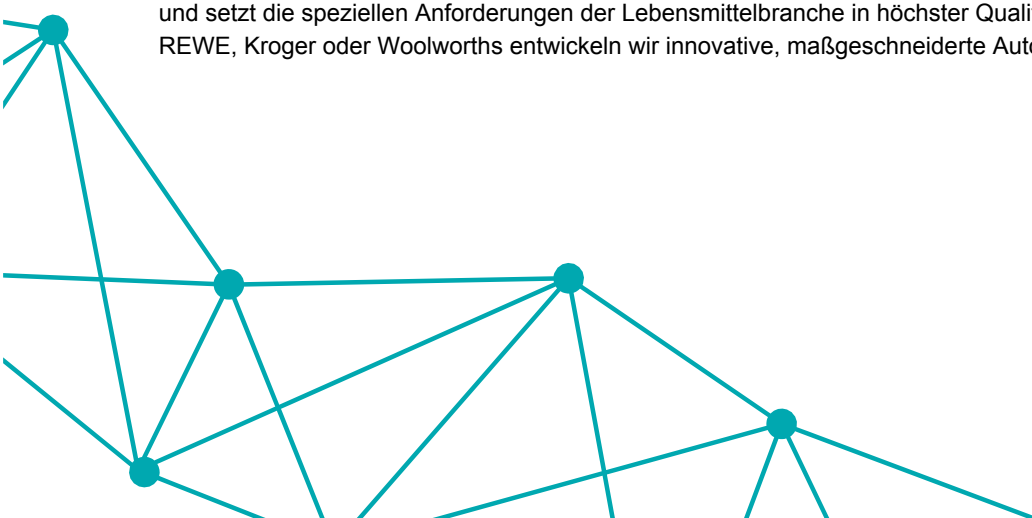 und setzt die speziellen Anforderungen der Lebensmittelbranche in höchster
REWE, Kroger oder Woolworths entwickeln wir innovative, maßgeschneiderte